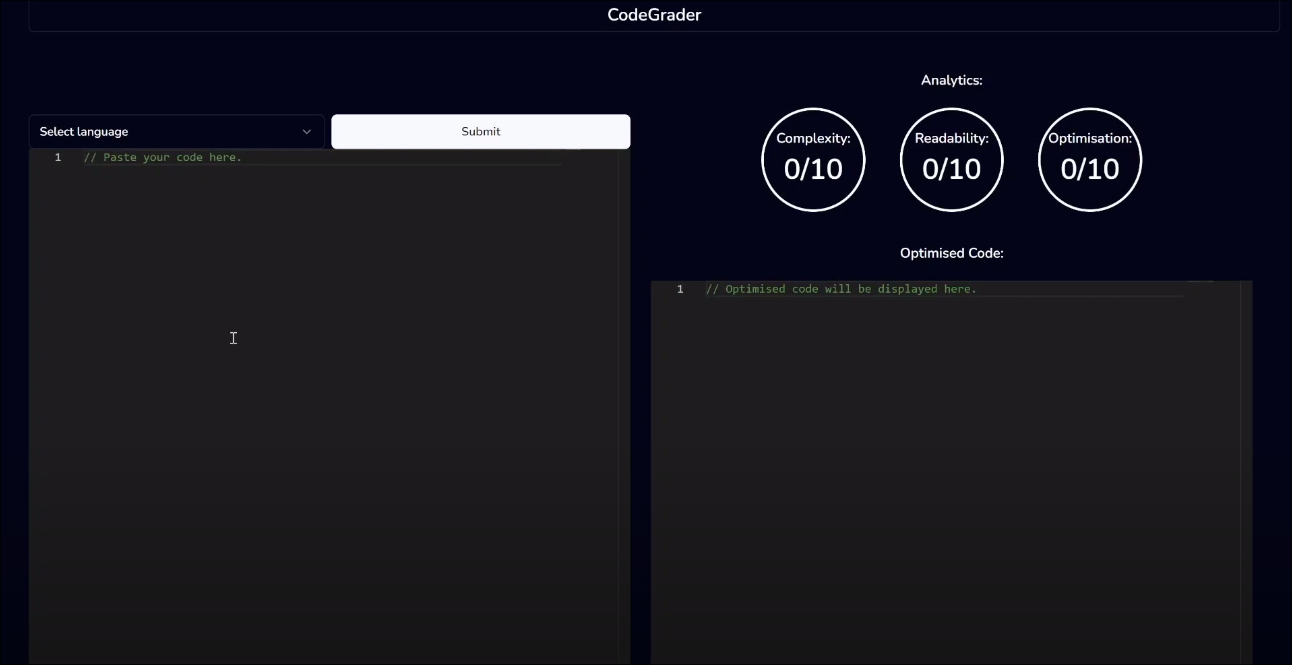 CodeGrader
Select language
Submit
1 // Paste your code here.
Analytics:
Complexity:
0/10
Readability:
0/10
Optimisation:
0/10
Optimised Code:
1 // Optimised code will be displayed here.